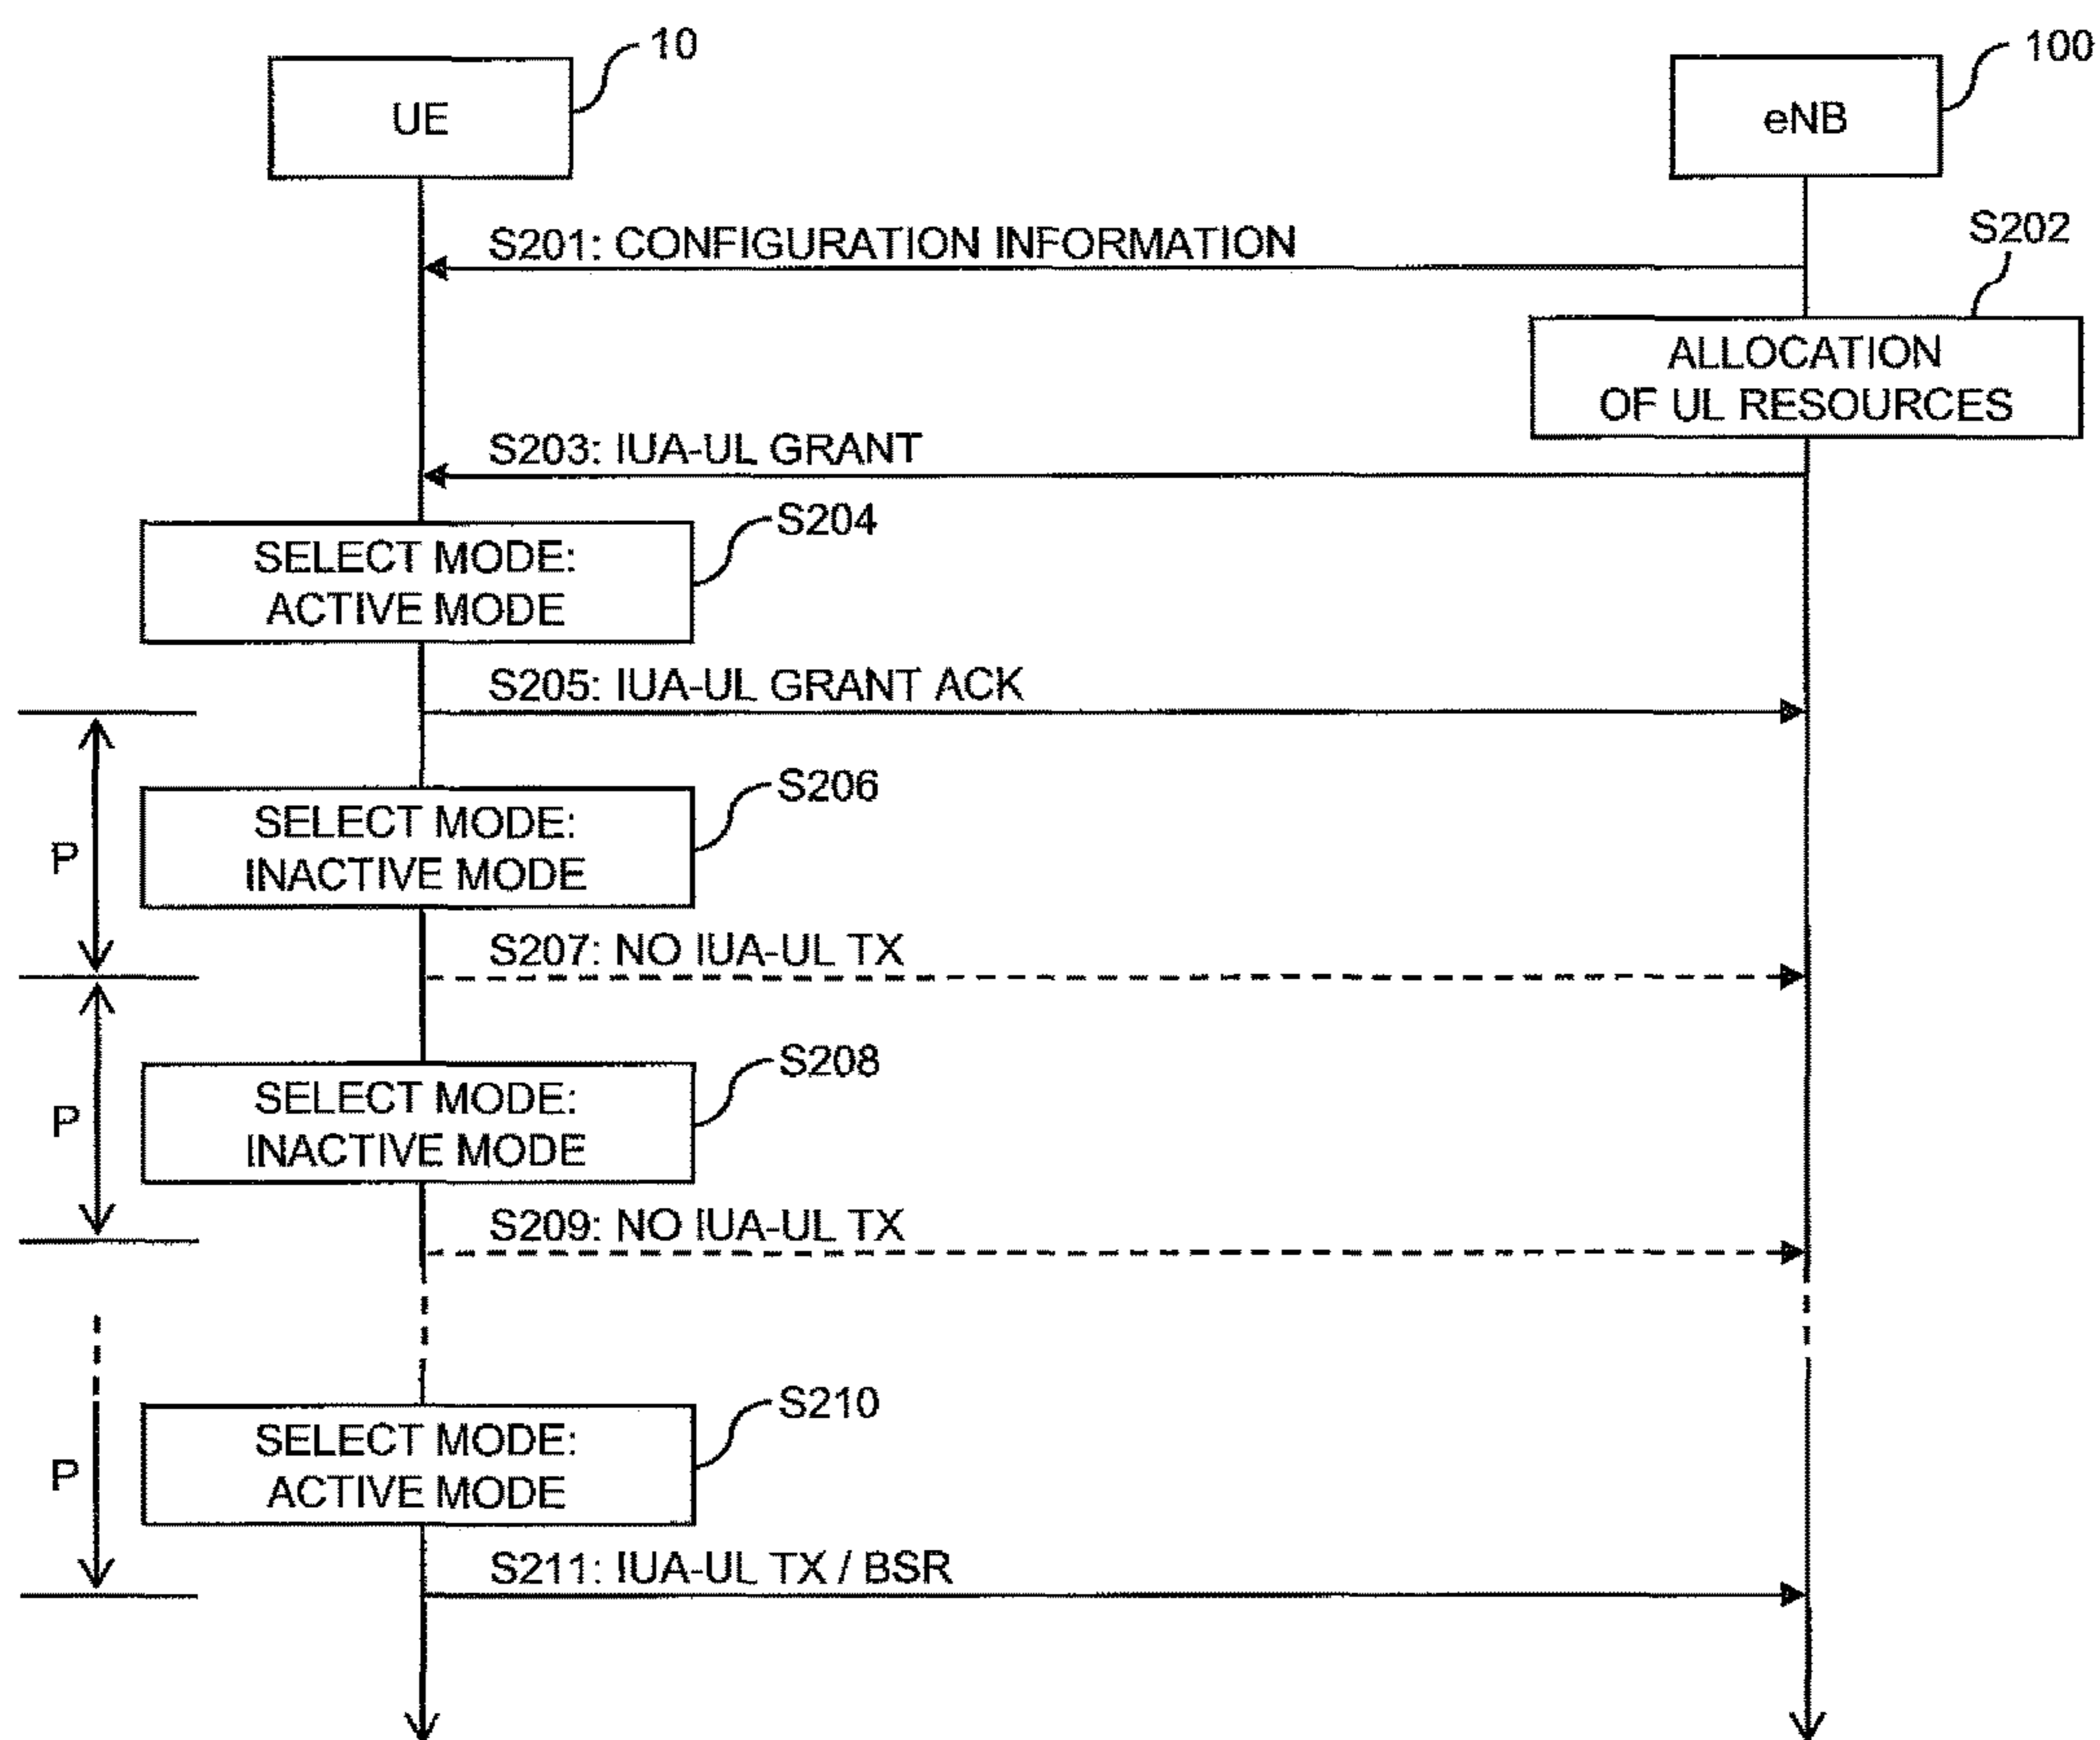 10
100
UE
eNB
S201: CONFIGURATION INFORMATION
S202
ALLOCATION
OF UL RESOURCES
S203: IUA-UL GRANT
S204
SELECT MODE:
ACTIVE MODE
S205: IUA-UL GRANT ACK
S206
SELECT MODE:
INACTIVE MODE
P
S207: NO IUA-UL TX
S208
SELECT MODE:
INACTIVE MODE
P
S209: NO IUA-UL TX
S210
SELECT MODE:
ACTIVE MODE
P
S211: IUA-UL TX / BSR